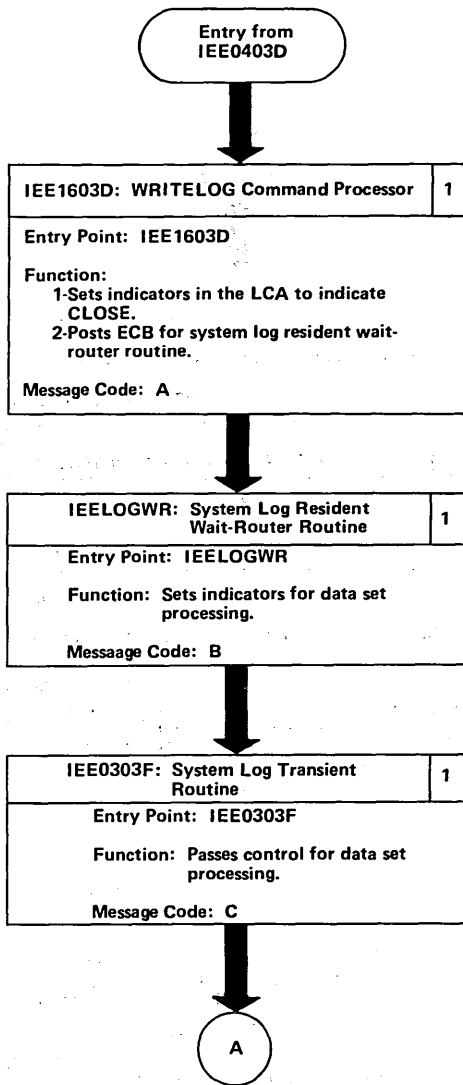 Entry from
IEE0403D
IEE1603D: WRITELOG Command Processor 1
Entry Point: IEE1603D
Function:
1-Sets indicators in the LCA to indicate
CLOSE.
2-Posts ECB for system log resident wait-
router routine.
Message Code: A
IEELOGWR: System Log Resident
Wait-Router Routine 1
Entry Point: IEELOGWR
Function: Sets indicators for data set
processing.
Messaage Code: B
IEE0303F: System Log Transient
Routine 1
Entry Point: IEE0303F
Function: Passes control for data set
processing.
Message Code: C
A